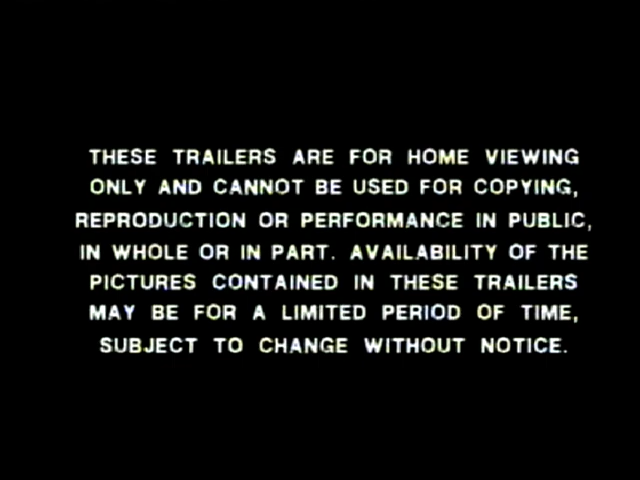 THESE TRAILERS ARE FOR HOME VIEWING
ONLY AND CANNOT BE USED FOR COPYING,
REPRODUCTION OR PERFORMANCE IN PUBLIC,
IN WHOLE OR IN PART. AVAILABILITY OF THE
PICTURES CONTAINED IN THESE TRAILERS
MAY BE FOR A LIMITED PERIOD OF TIME,
SUBJECT TO CHANGE WITHOUT NOTICE.